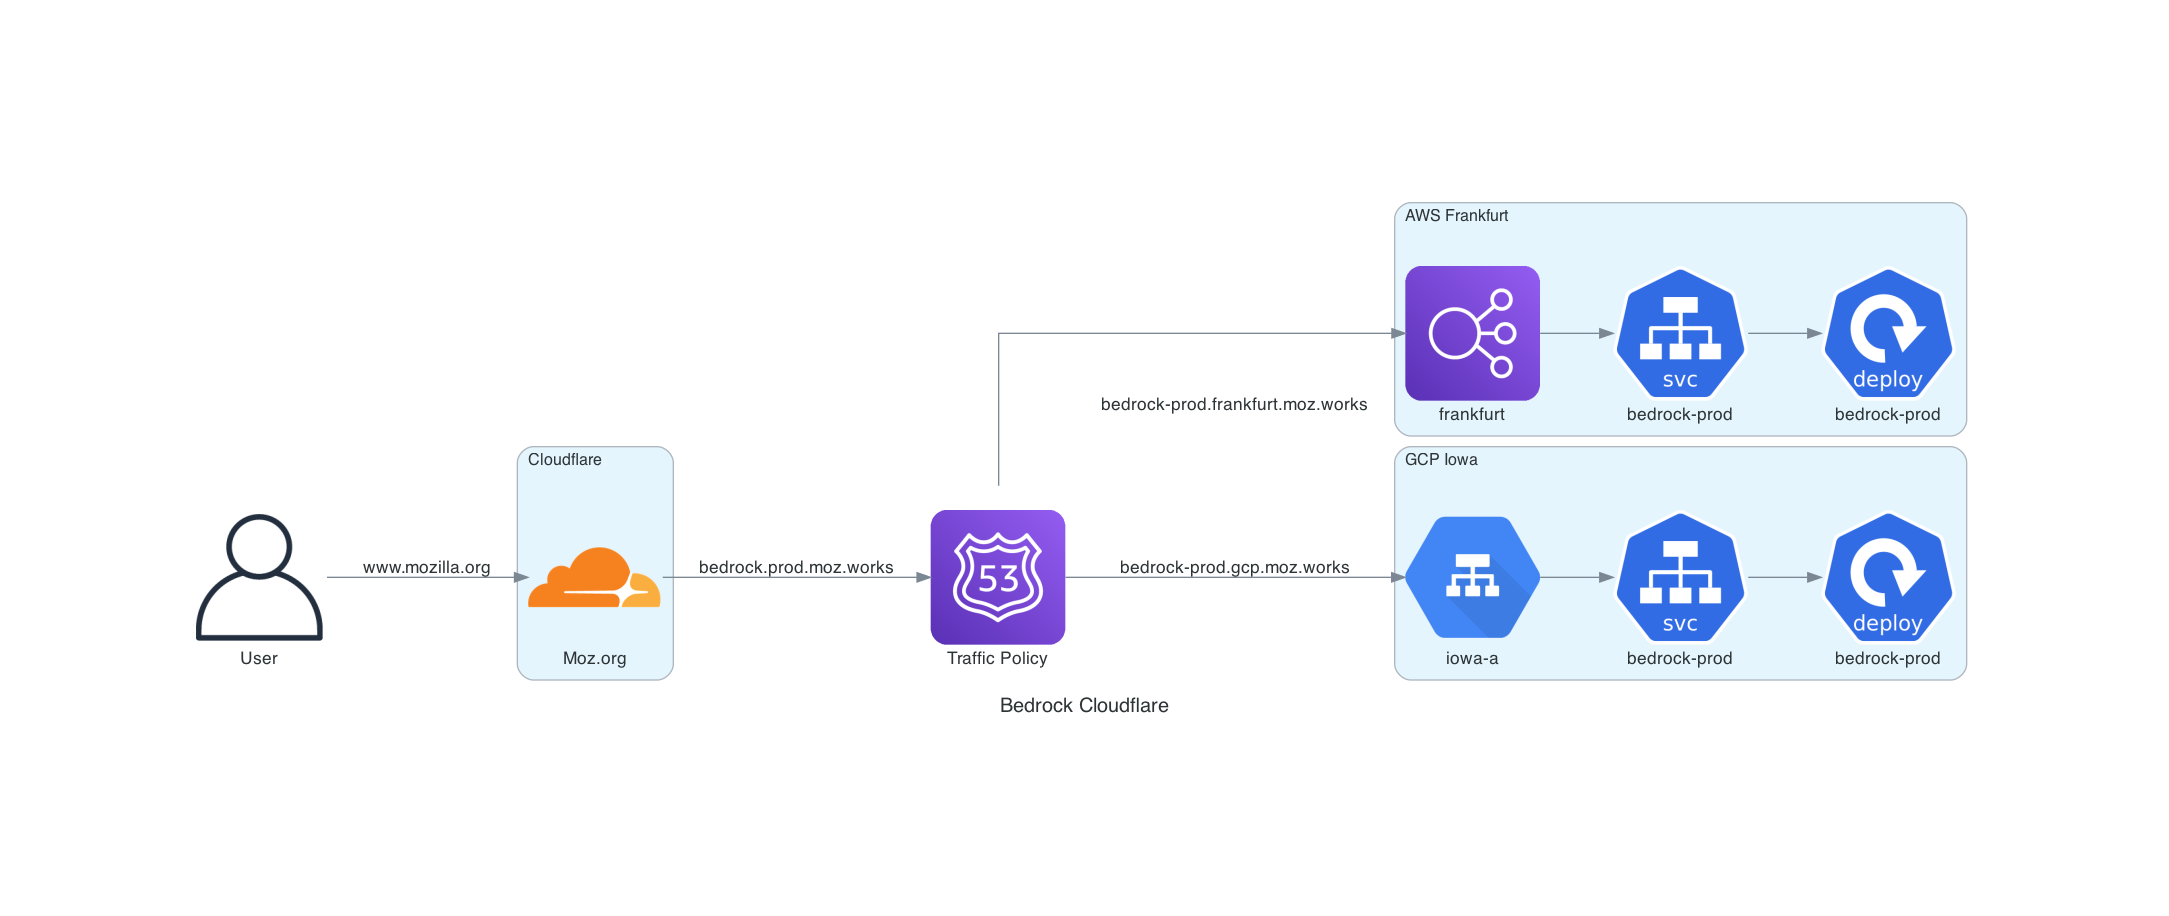 AWS Frankfurt
svc
deploy
frankfurt
bedrock-prod
bedrock-prod
bedrock-prod.frankfurt.moz.works
Cloudflare
GCP Iowa
www.mozilla.org
bedrock.prod.moz.works
53
bedrock-prod.gcp.moz.works
svc
deploy
User
Moz.org
Traffic Policy
iowa-a
bedrock-prod
bedrock-prod
Bedrock Cloudflare